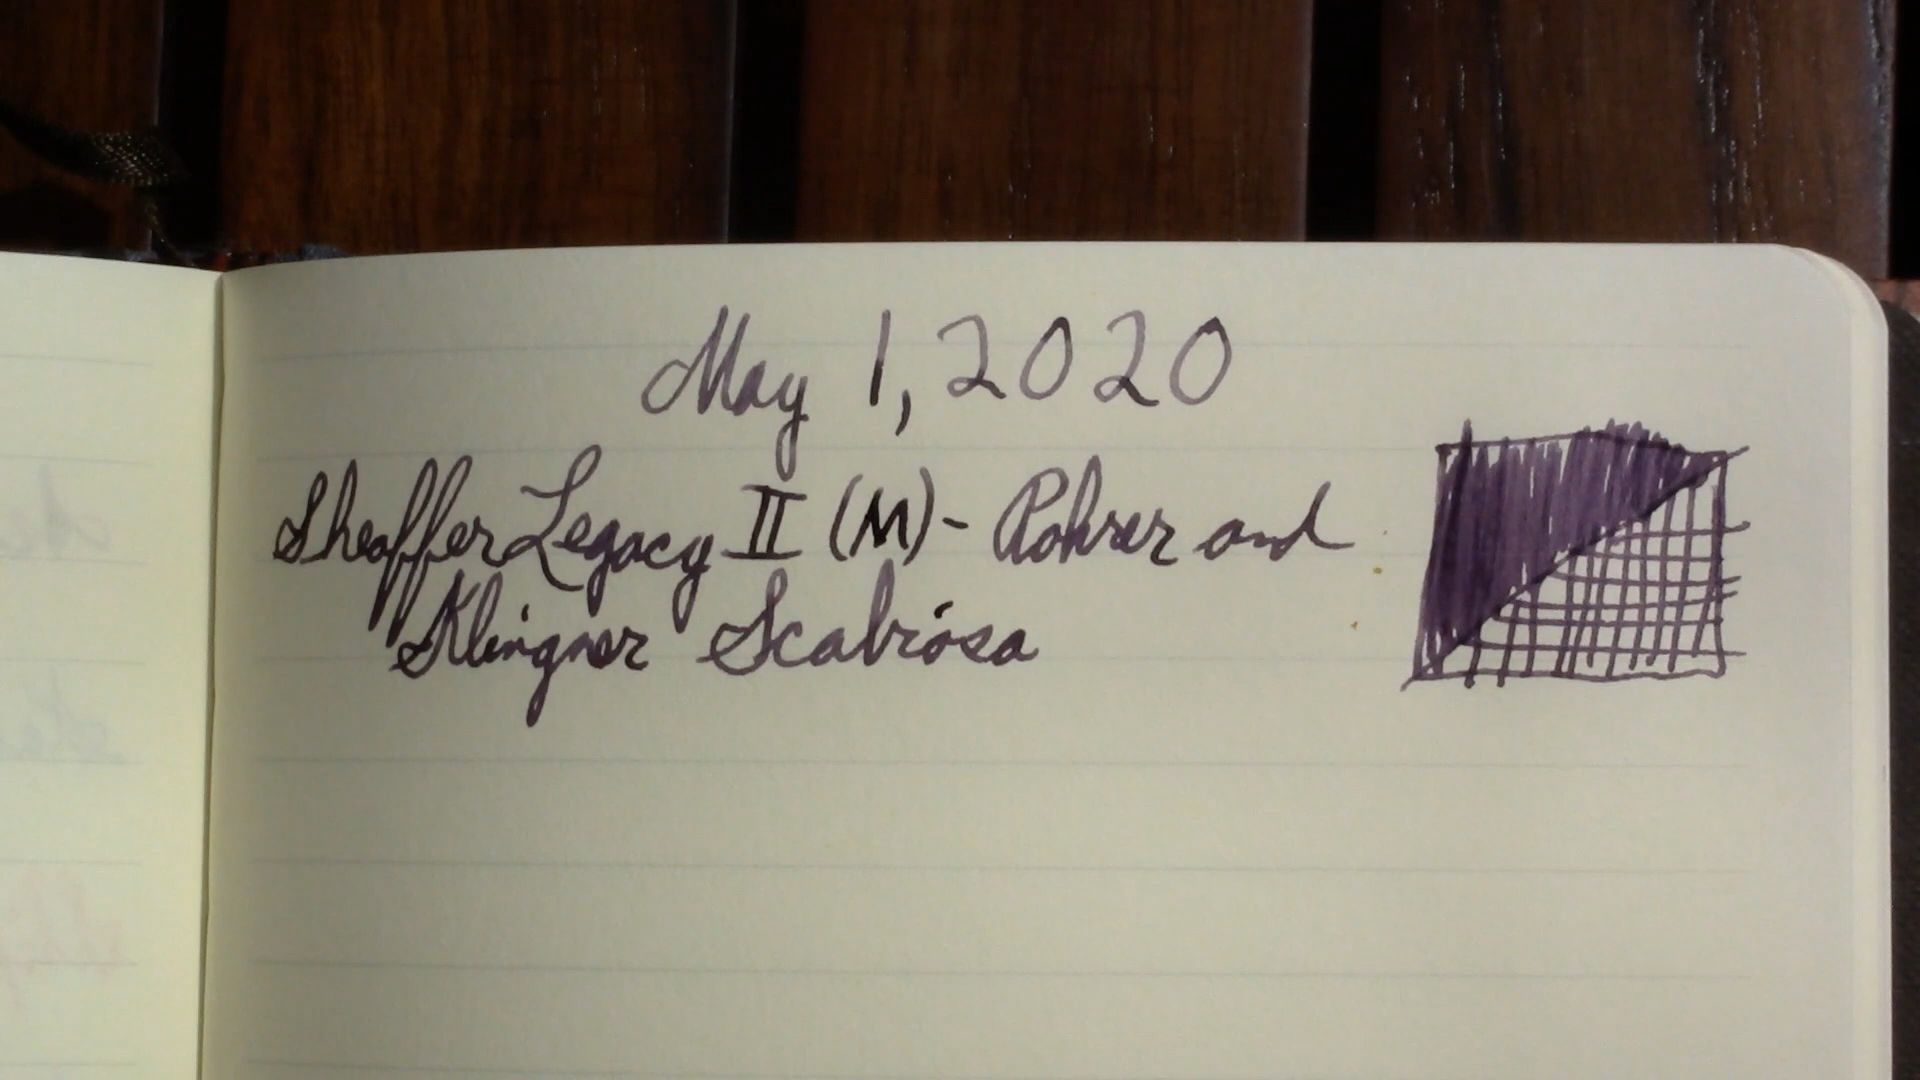 May 1, 2020
Sheaffer Legacy II (M) - Rohrer and
Klingner Scabiosa